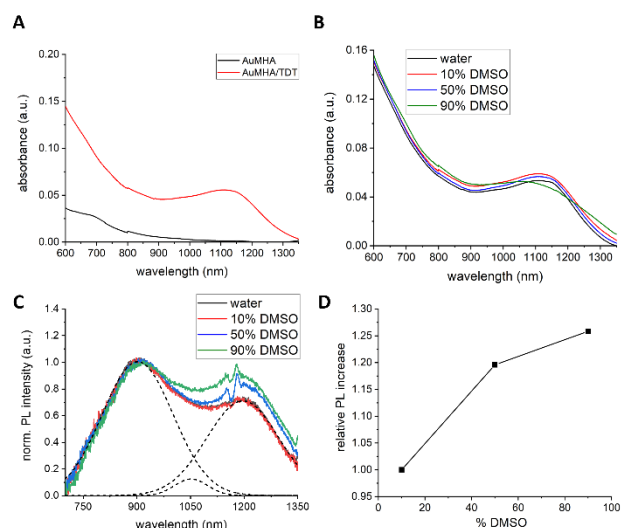 A
AuMHA
AuMHA/TDT
absorbance (a.u.)
0.20
0.15
0.10
0.05
0.00
600 700 800 900 1000 1100 1200 1300
wavelength (nm)
B
water
10% DMSO
50% DMSO
90% DMSO
absorbance (a.u.)
0.16
0.12
0.08
0.04
0.00
600 700 800 900 1000 1100 1200 1300
wavelength (nm)
C
water
10% DMSO
50% DMSO
90% DMSO
norm. PL intensity (a.u.)
1.4
1.2
1.0
0.8
0.6
0.4
0.2
0.0
750 900 1050 1200 1350
wavelength (nm)
D
relative PL increase
1.30
1.25
1.20
1.15
1.10
1.05
1.00
0.95
0 20 40 60 80 100
% DMSO